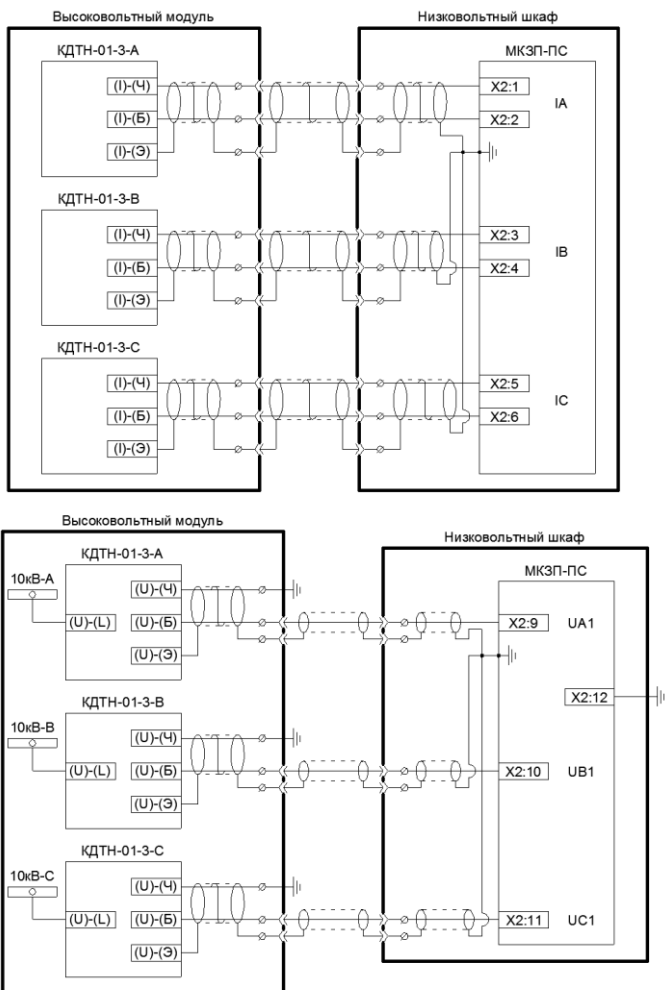 Высоковольтный модуль
Низковольтный шкаф
КДТН-01-3-А
МКЗП-ПС
(I)-(Ч)
X2:1
IA
(I)-(Б)
X2:2
(I)-(Э)
КДТН-01-3-В
(I)-(Ч)
X2:3
IB
(I)-(Б)
X2:4
(I)-(Э)
КДТН-01-3-С
(I)-(Ч)
X2:5
IC
(I)-(Б)
X2:6
(I)-(Э)
Высоковольтный модуль
Низковольтный шкаф
КДТН-01-3-А
10кВ-А
МКЗП-ПС
(U)-(Ч)
(U)-(L)
(U)-(Б)
X2:9
UA1
(U)-(Э)
X2:12
КДТН-01-3-В
10кВ-В
(U)-(Ч)
(U)-(L)
(U)-(Б)
X2:10
UB1
(U)-(Э)
КДТН-01-3-С
10кВ-С
(U)-(Ч)
(U)-(L)
(U)-(Б)
X2:11
UC1
(U)-(Э)